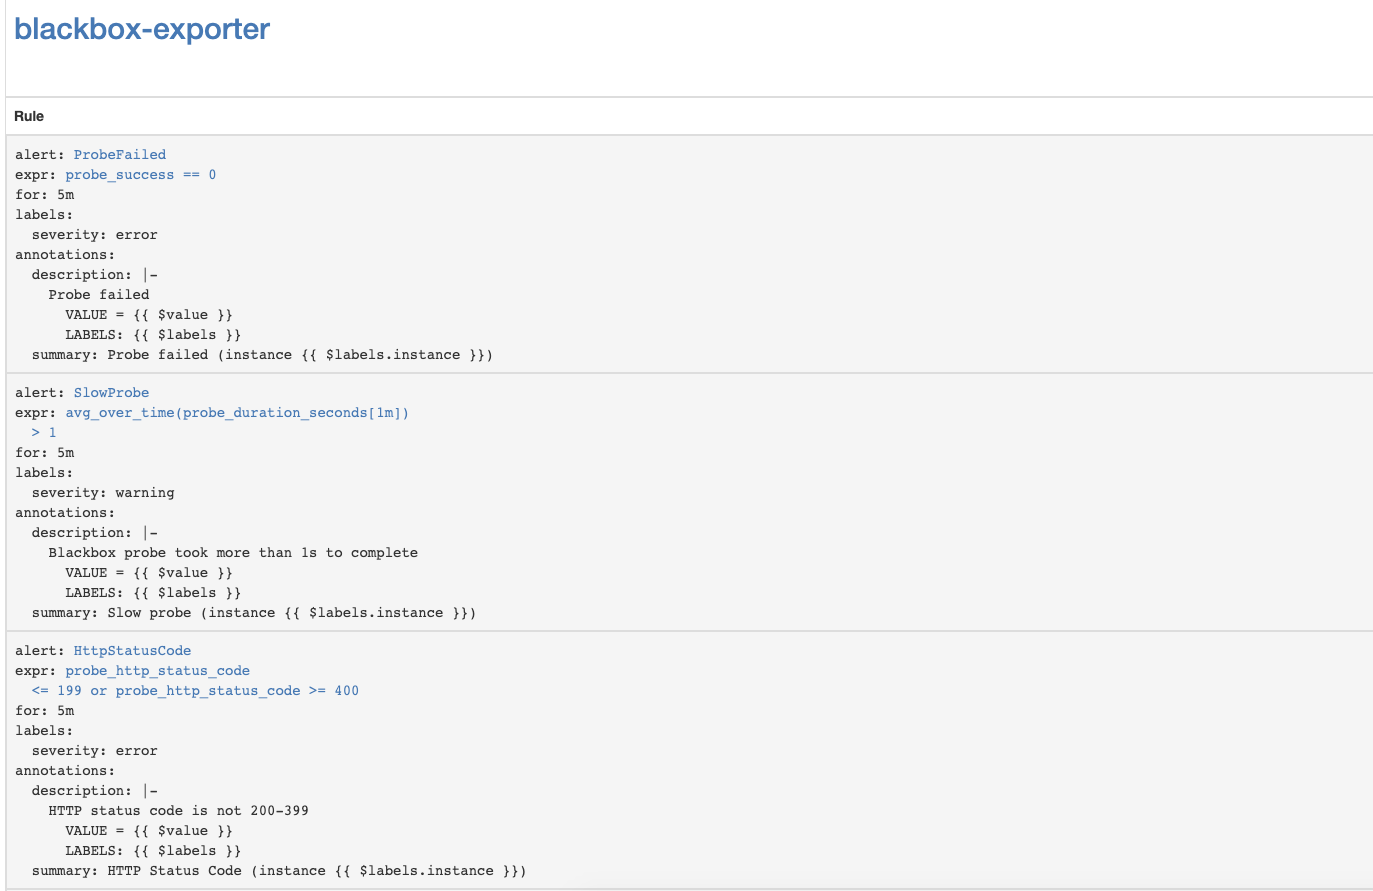 blackbox-exporter
Rule
alert: ProbeFailed
expr: probe_success == 0
for: 5m
labels:
  severity: error
annotations:
  description: |-
    Probe failed
      VALUE = {{ $value }}
      LABELS: {{ $labels }}
  summary: Probe failed (instance {{ $labels.instance }})
alert: SlowProbe
expr: avg_over_time(probe_duration_seconds[1m])
  > 1
for: 5m
labels:
  severity: warning
annotations:
  description: |-
    Blackbox probe took more than 1s to complete
      VALUE = {{ $value }}
      LABELS: {{ $labels }}
  summary: Slow probe (instance {{ $labels.instance }})
alert: HttpStatusCode
expr: probe_http_status_code
  <= 199 or probe_http_status_code >= 400
for: 5m
labels:
  severity: error
annotations:
  description: |-
    HTTP status code is not 200-399
      VALUE = {{ $value }}
      LABELS: {{ $labels }}
  summary: HTTP Status Code (instance {{ $labels.instance }})